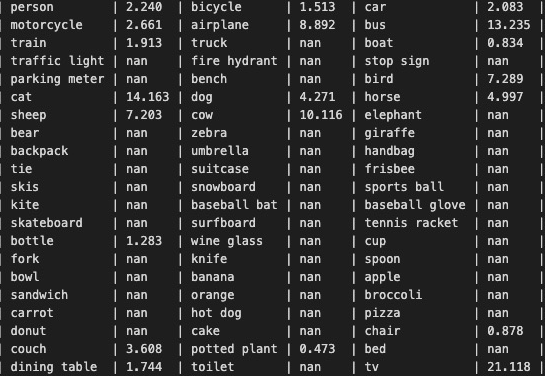 | person | 2.240 | bicycle | 1.513 | car | 2.083 |
| motorcycle | 2.661 | airplane | 8.892 | bus | 13.235 |
| train | 1.913 | truck | nan | boat | 0.834 |
| traffic light | nan | fire hydrant | nan | stop sign | nan |
| parking meter | nan | bench | nan | bird | 7.289 |
| cat | 14.163 | dog | 4.271 | horse | 4.997 |
| sheep | 7.203 | cow | 10.116 | elephant | nan |
| bear | nan | zebra | nan | giraffe | nan |
| backpack | nan | umbrella | nan | handbag | nan |
| tie | nan | suitcase | nan | frisbee | nan |
| skis | nan | snowboard | nan | sports ball | nan |
| kite | nan | baseball bat | nan | baseball glove | nan |
| skateboard | nan | surfboard | nan | tennis racket | nan |
| bottle | 1.283 | wine glass | nan | cup | nan |
| fork | nan | knife | nan | spoon | nan |
| bowl | nan | banana | nan | apple | nan |
| sandwich | nan | orange | nan | broccoli | nan |
| carrot | nan | hot dog | nan | pizza | nan |
| donut | nan | cake | nan | chair | 0.878 |
| couch | 3.608 | potted plant | 0.473 | bed | nan |
| dining table | 1.744 | toilet | nan | tv | 21.118 |